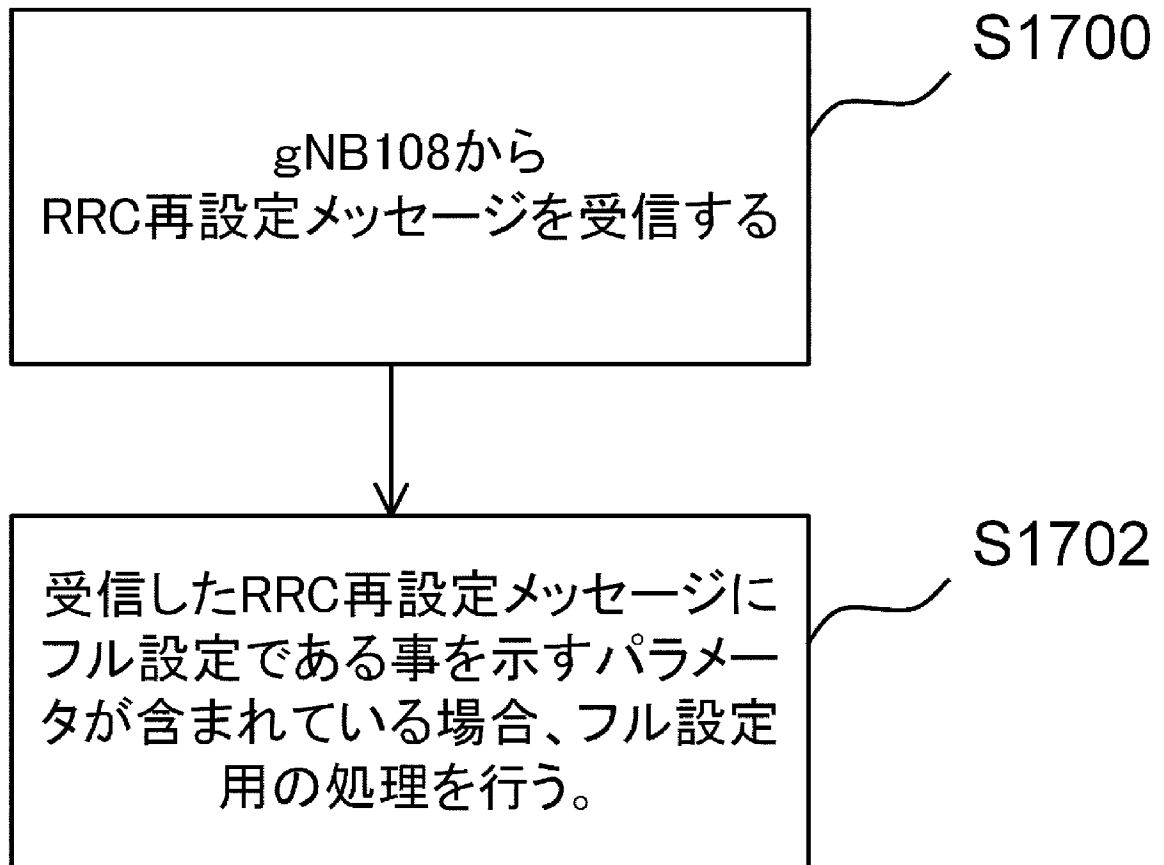 S1700
gNB108から
RRC再設定メッセージを受信する
S1702
受信したRRC再設定メッセージに
フル設定である事を示すパラメー
タが含まれている場合、フル設定
用の処理を行う。